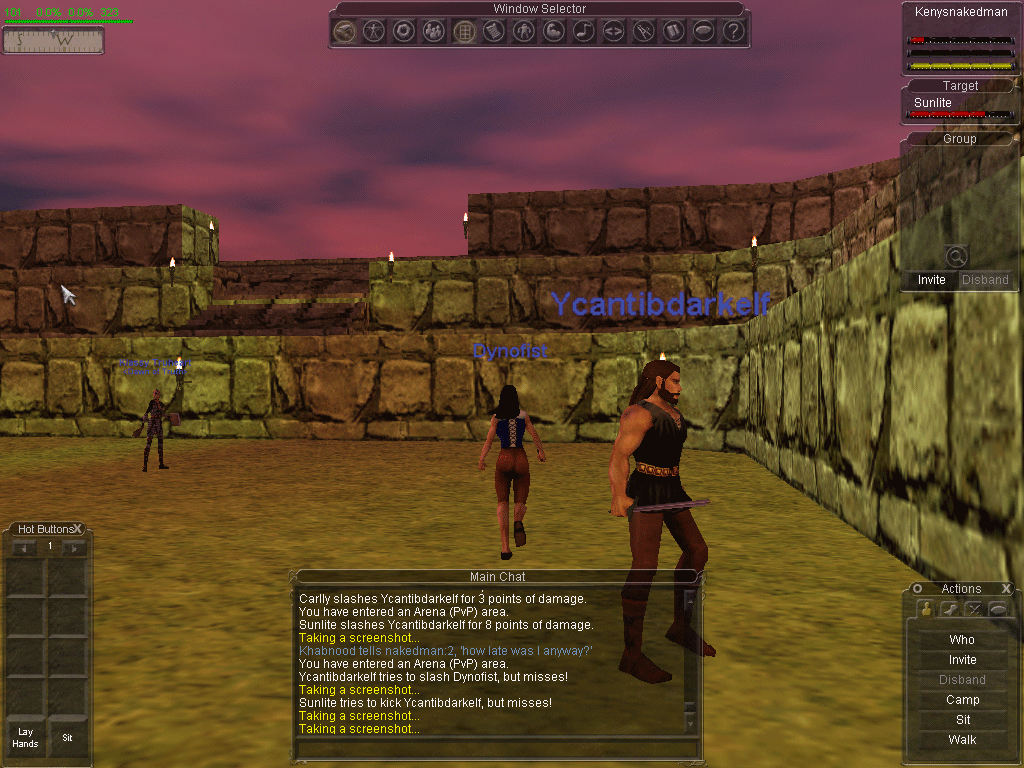 Window Selector
Kenysnakedman
S W
Target
Sunlite
Group
Invite Disband
Ycantibdarkelf
Dynofist
Hot Buttons X
1
Lay Hands
Sit
Main Chat
Carlly slashes Ycantibdarkelf for 3 points of damage.
You have entered an Arena (PvP) area.
Sunlite slashes Ycantibdarkelf for 8 points of damage.
Taking a screenshot...
Khabnood tells nakedman:2, 'how late was I anyway?'
You have entered an Arena (PvP) area.
Ycantibdarkelf tries to slash Dynofist, but misses!
Taking a screenshot...
Sunlite tries to kick Ycantibdarkelf, but misses!
Taking a screenshot...
Taking a screenshot...
O Actions X
Who
Invite
Disband
Camp
Sit
Walk